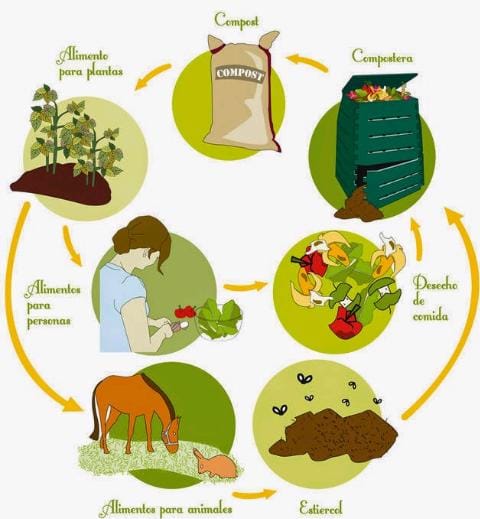 Compost
COMPOST
Alimento
para plantas
Compostera
Alimentos
para
personas
Desecho
de
comida
Alimentos para animales
Estiercol